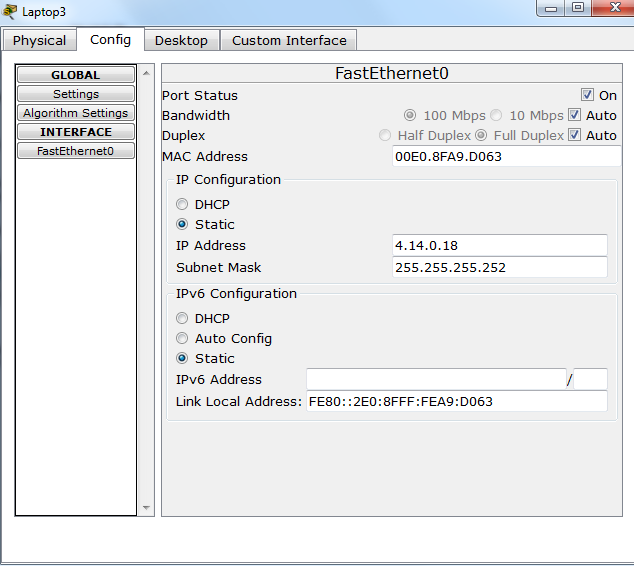 Laptop3
Physical Config Desktop Custom Interface
GLOBAL
Settings
Algorithm Settings
INTERFACE
FastEthernet0
FastEthernet0
Port Status On
Bandwidth 100 Mbps 10 Mbps Auto
Duplex Half Duplex Full Duplex Auto
MAC Address 00E0.8FA9.D063
IP Configuration
DHCP
Static
IP Address 4.14.0.18
Subnet Mask 255.255.255.252
IPv6 Configuration
DHCP
Auto Config
Static
IPv6 Address /
Link Local Address: FE80::2E0:8FFF:FEA9:D063